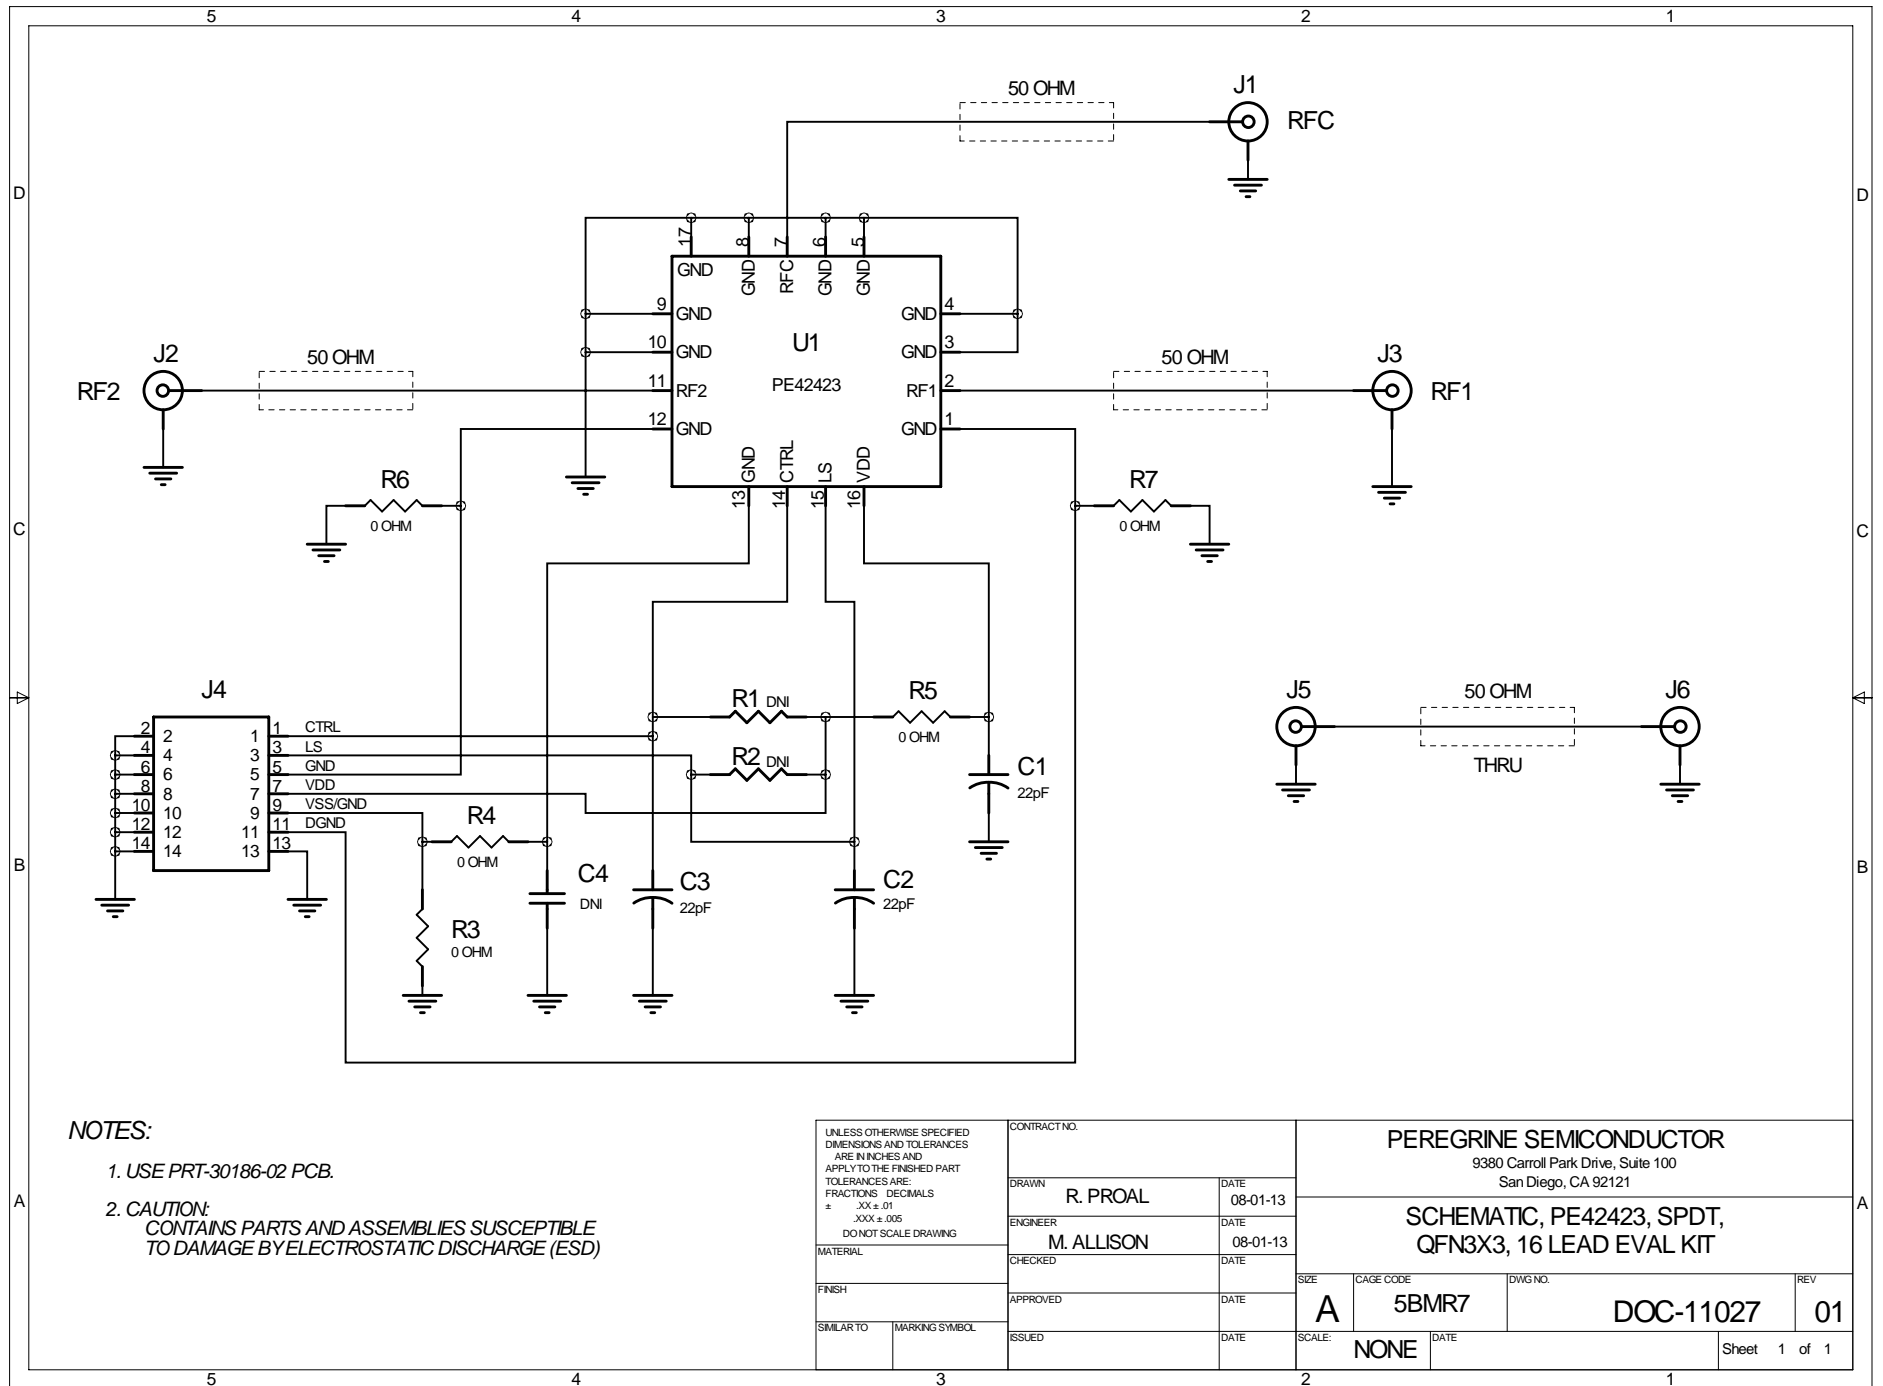 5 4 3 2 1
50 OHM
J1
RFC
D D
17 8 7 6 5
GND GND RFC GND GND
9 GND GND 4
10 GND U1 GND 3
J2 50 OHM 50 OHM J3
RF2 11 RF2 PE42423 RF1 2 RF1
12 GND GND 1
GND CTRL LS VDD
13 14 15 16
R6
0 OHM
R7
0 OHM
C C
J4
2 2 1 1 CTRL
4 4 3 3 LS
6 6 5 5 GND
8 8 7 7 VDD
10 10 9 9 VSS/GND
12 12 11 11 DGND
14 14 13 13
R1 DNI
R2 DNI
R5
0 OHM
C1
22pF
J5 50 OHM J6
THRU
R4
0 OHM
B B
C4
DNI
C3
22pF
C2
22pF
R3
0 OHM
NOTES:
1. USE PRT-30186-02 PCB.
2. CAUTION:
CONTAINS PARTS AND ASSEMBLIES SUSCEPTIBLE
TO DAMAGE BY ELECTROSTATIC DISCHARGE (ESD)
A A
UNLESS OTHERWISE SPECIFIED
DIMENSIONS AND TOLERANCES
ARE IN INCHES AND
APPLY TO THE FINISHED PART
TOLERANCES ARE:
FRACTIONS DECIMALS
± .XX ± .01
.XXX ± .005
DO NOT SCALE DRAWING
MATERIAL
FINISH
SIMILAR TO MARKING SYMBOL
CONTRACT NO.
DRAWN R. PROAL DATE 08-01-13
ENGINEER M. ALLISON DATE 08-01-13
CHECKED DATE
APPROVED DATE
ISSUED DATE
PEREGRINE SEMICONDUCTOR
9380 Carroll Park Drive, Suite 100
San Diego, CA 92121
SCHEMATIC, PE42423, SPDT,
QFN3X3, 16 LEAD EVAL KIT
SIZE A CAGE CODE 5BMR7 DWG NO. DOC-11027 REV 01
SCALE: NONE DATE Sheet 1 of 1
5 4 3 2 1